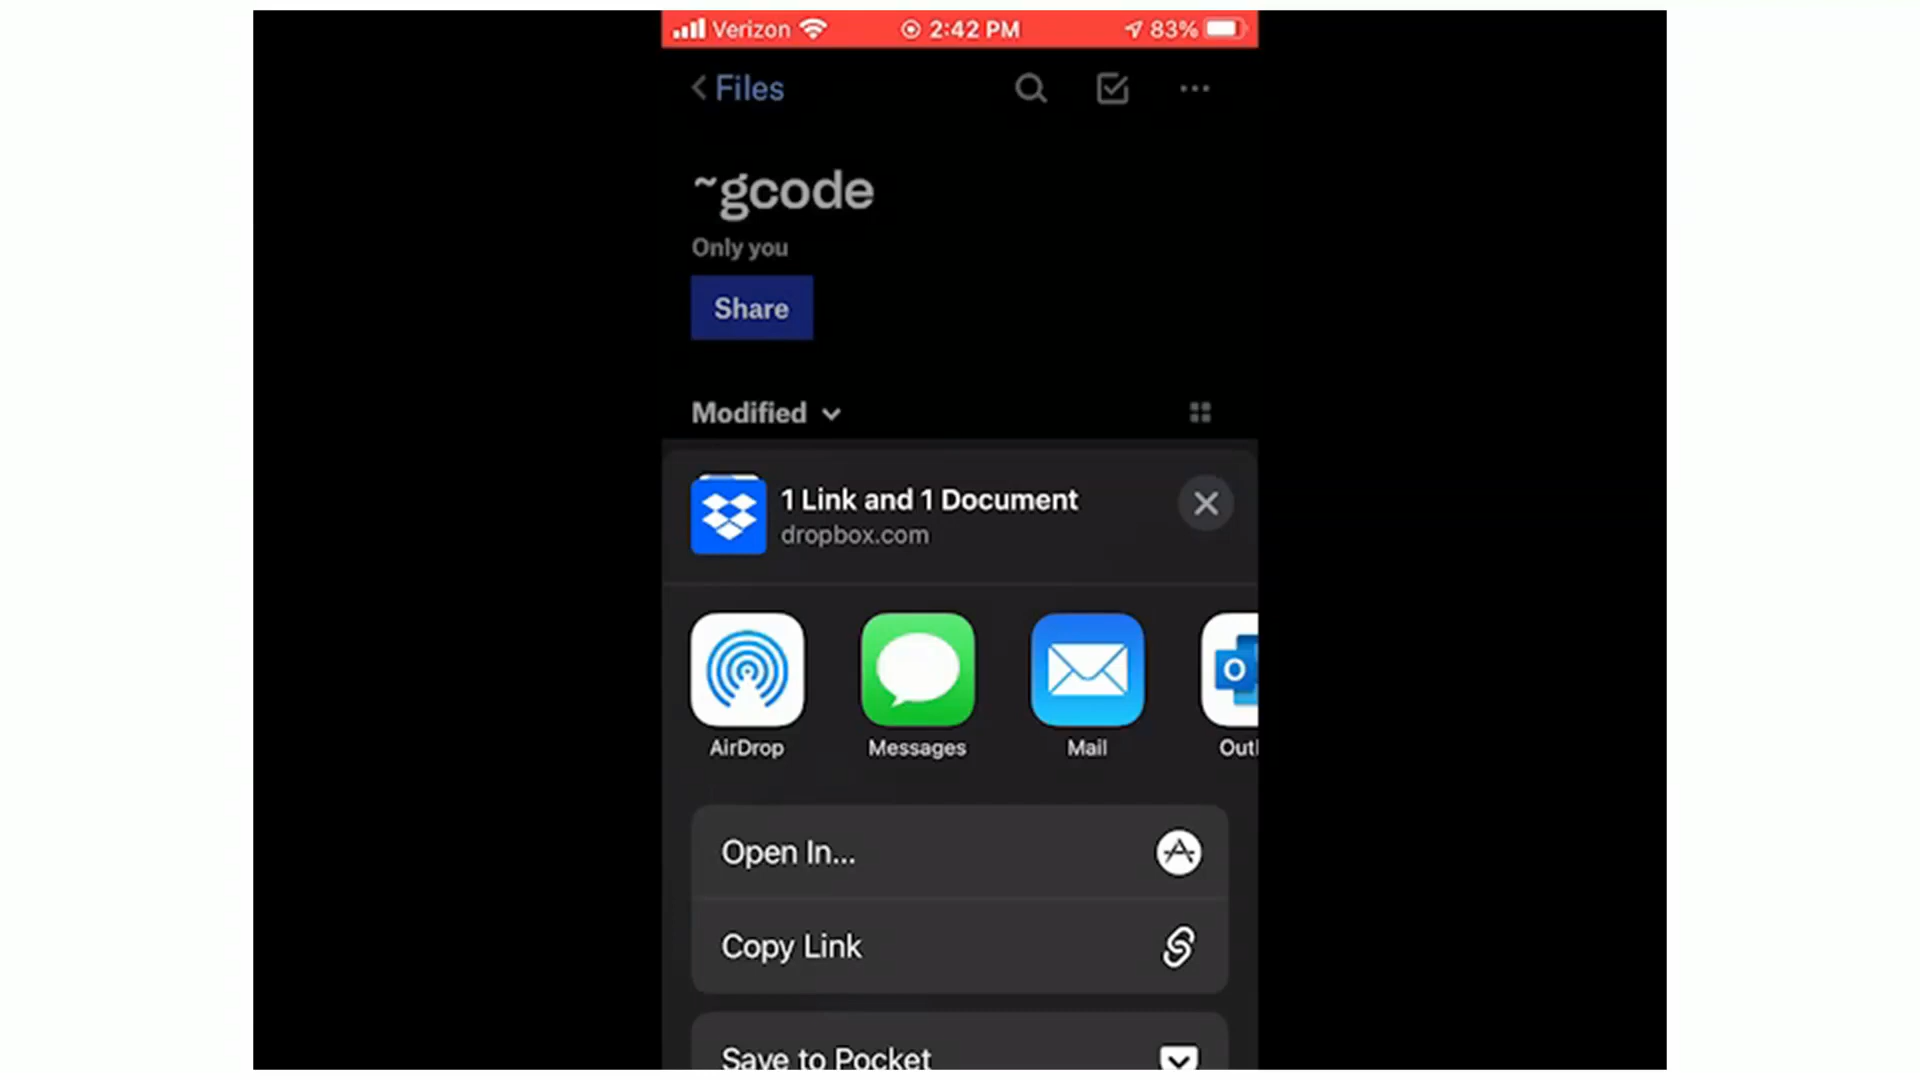 Verizon 2:42 PM 83%
Files
~gcode
Only you
Share
Modified
1 Link and 1 Document
dropbox.com
AirDrop Messages Mail Outl
Open In...
Copy Link
Save to Pocket